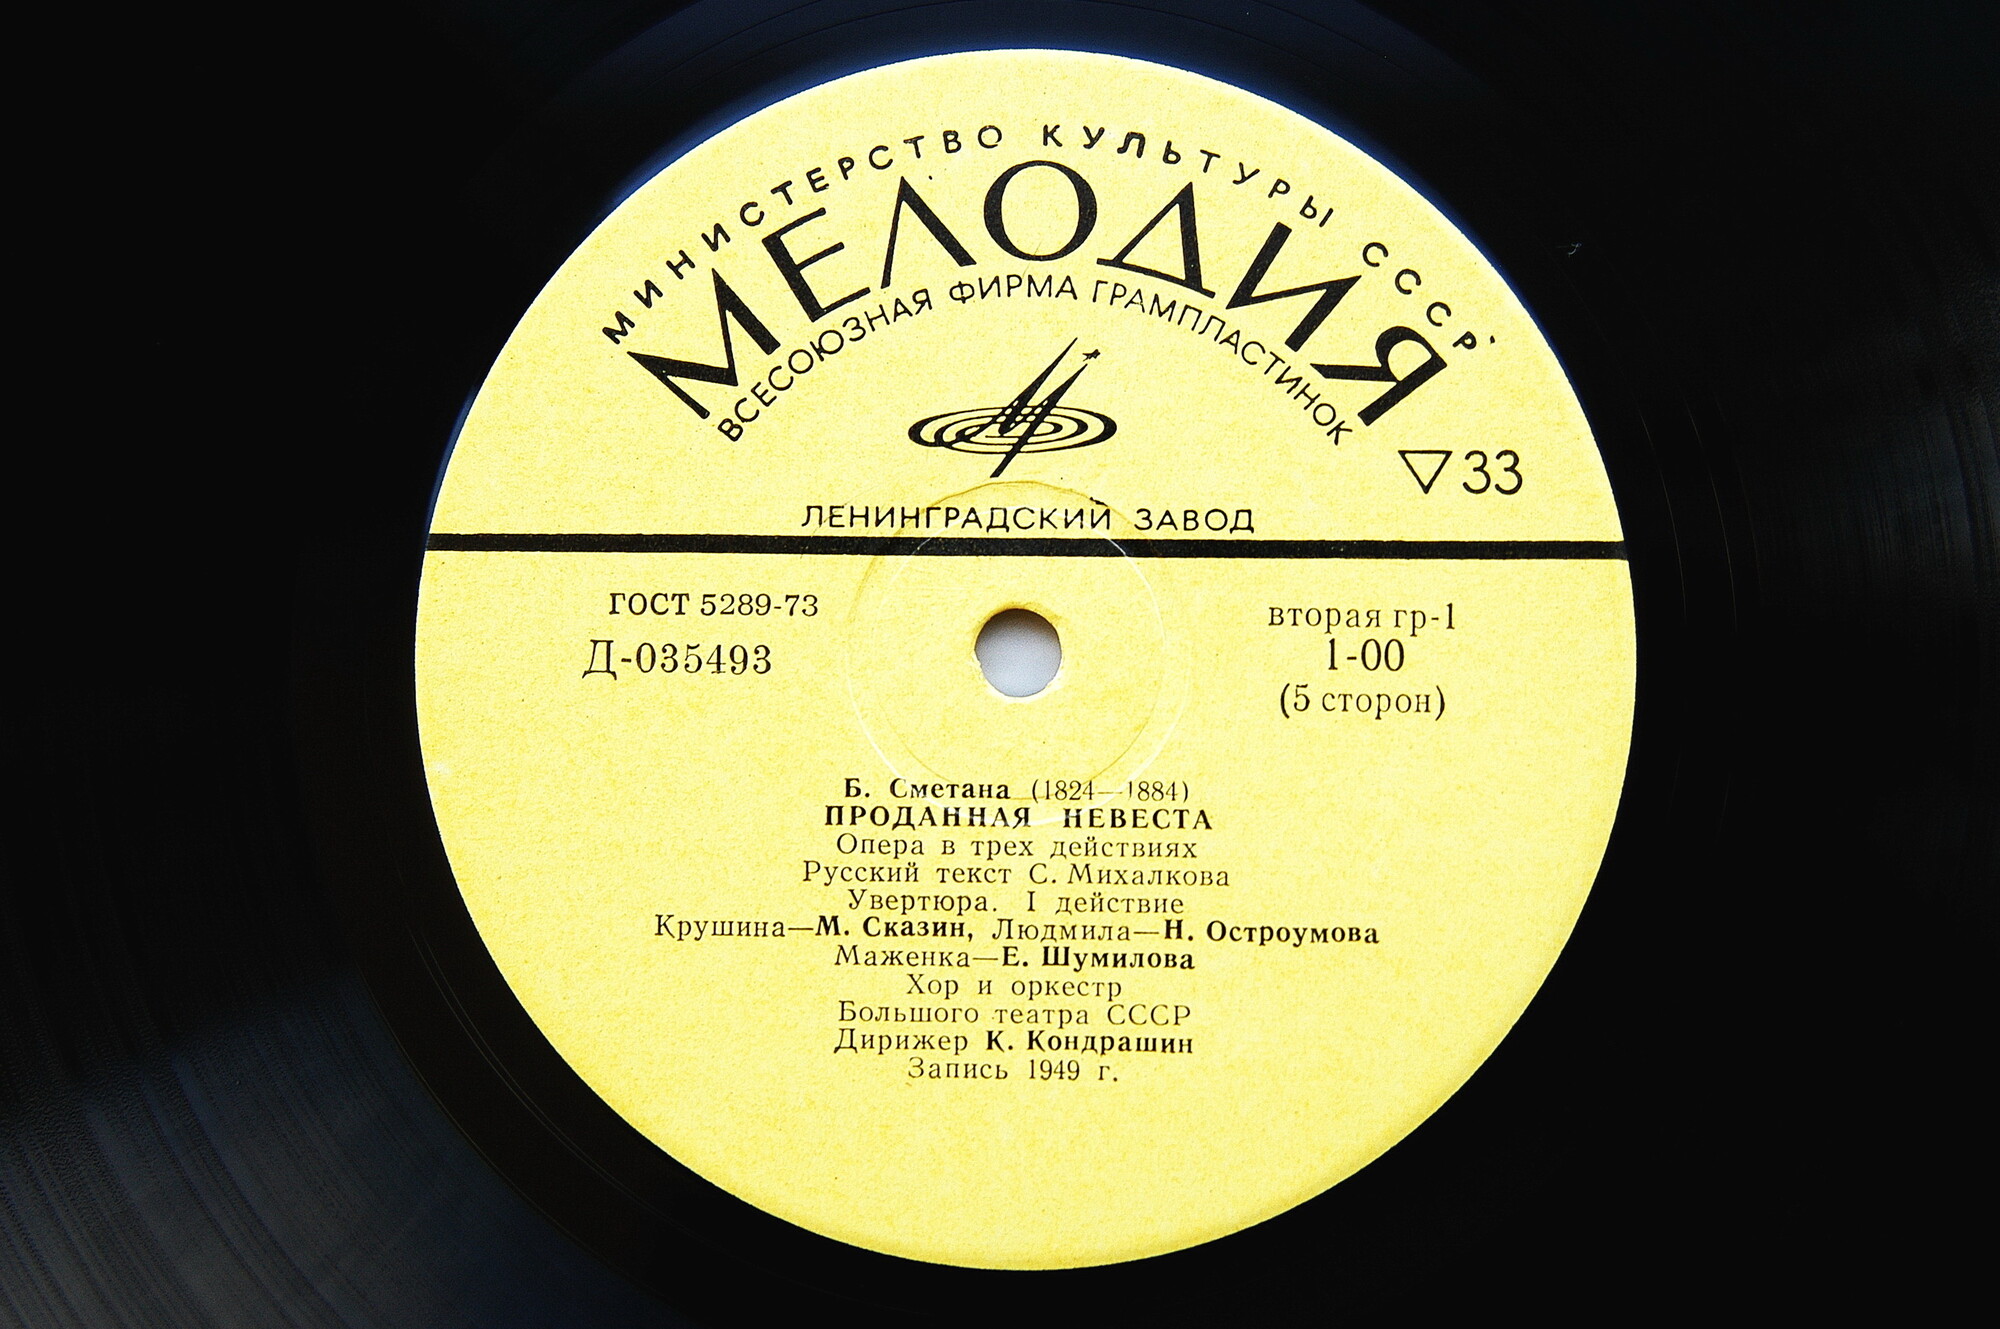 МИНИСТЕРСТВО КУЛЬТУРЫ СССР
МЕЛОДИЯ
ВСЕСОЮЗНАЯ ФИРМА ГРАМПЛАСТИНОК
33
ЛЕНИНГРАДСКИЙ ЗАВОД
ГОСТ 5289-73
Д-035493
вторая гр-1
1-00
(5 сторон)
Б. Сметана (1824—1884)
ПРОДАННАЯ НЕВЕСТА
Опера в трех действиях
Русский текст С. Михалкова
Увертюра. I действие
Крушина—М. Сказин, Людмила—Н. Остроумова
Маженка—Е. Шумилова
Хор и оркестр
Большого театра СССР
Дирижер К. Кондрашин
Запись 1949 г.